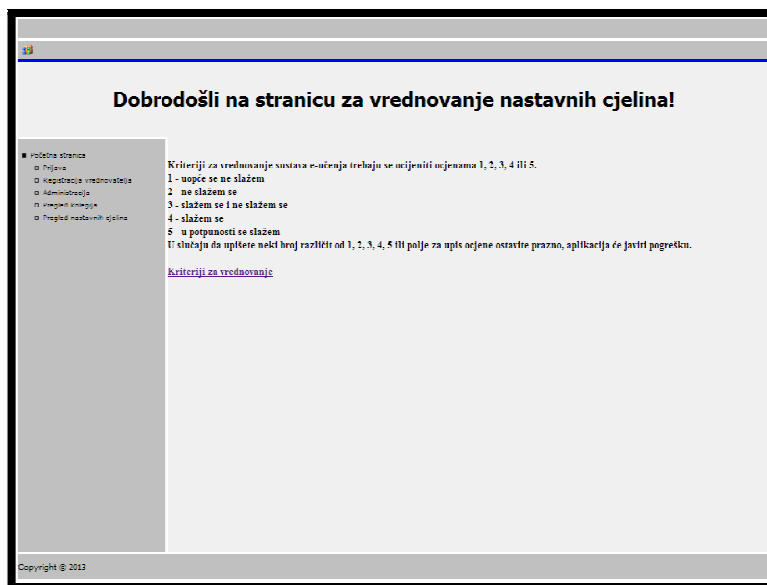 Dobrodošli na stranicu za vrednovanje nastavnih cjelina!
Početna stranica
Prijava
Registracija vrednovatelja
Administracija
Pregled kolegija
Pregled nastavnih cjelina
Kriteriji za vrednovanje sustava e-učenja trebaju se ocijeniti ocjenama 1, 2, 3, 4 ili 5.
1 - uopće se ne slažem
2 - ne slažem se
3 - slažem se i ne slažem se
4 - slažem se
5 - u potpunosti se slažem
U slučaju da upišete neki broj različit od 1, 2, 3, 4, 5 ili polje za upis ocjene ostavite prazno, aplikacija će javiti pogrešku.
Kriteriji za vrednovanje
Copyright © 2013